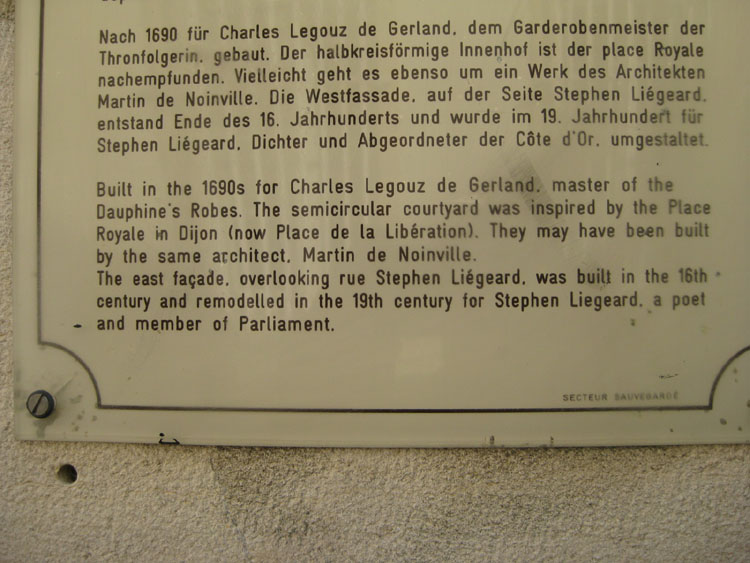 Nach 1690 für Charles Legouz de Gerland, dem Garderobenmeister der
Thronfolgerin, gebaut. Der halbkreisförmige Innenhof ist der place Royale
nachempfunden. Vielleicht geht es ebenso um ein Werk des Architekten
Martin de Noinville. Die Westfassade, auf der Seite Stephen Liégeard,
entstand Ende des 16. Jahrhunderts und wurde im 19. Jahrhundert für
Stephen Liégeard, Dichter und Abgeordneter der Côte d'Or, umgestaltet.
Built in the 1690s for Charles Legouz de Gerland, master of the
Dauphine's Robes. The semicircular courtyard was inspired by the Place
Royale in Dijon (now Place de la Libération). They may have been built
by the same architect, Martin de Noinville.
The east façade, overlooking rue Stephen Liégeard, was built in the 16th
century and remodelled in the 19th century for Stephen Liegeard, a poet
and member of Parliament.
SECTEUR SAUVEGARDÉ